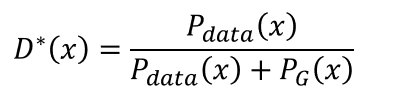 D*(x) = P_data(x) / (P_data(x) + P_G(x))